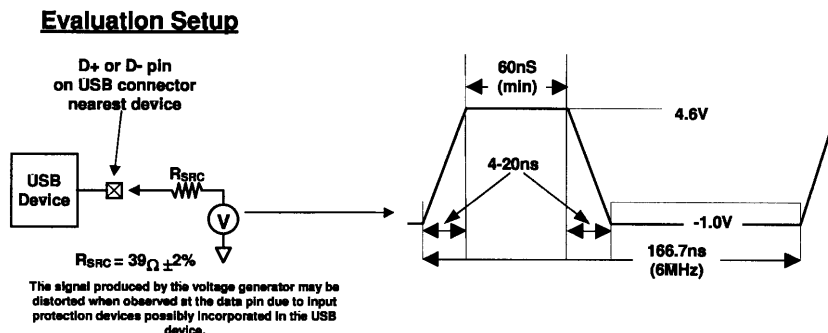 Evaluation Setup
D+ or D- pin
on USB connector
nearest device
USB
Device
RSRC
V
RSRC = 39Ω ±2%
The signal produced by the voltage generator may be
distorted when observed at the data pin due to input
protection devices possibly incorporated in the USB
device.
60nS
(min)
4.6V
4-20ns
-1.0V
166.7ns
(6MHz)